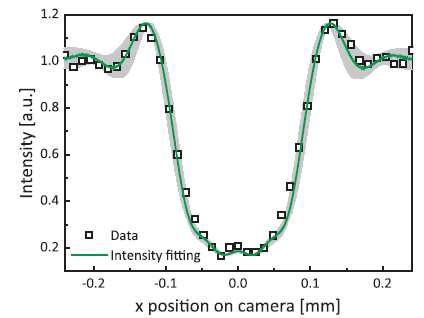 1.2
1.0
0.8
0.6
0.4
0.2
Intensity [a.u.]
Data
Intensity fitting
-0.2 -0.1 0.0 0.1 0.2
x position on camera [mm]